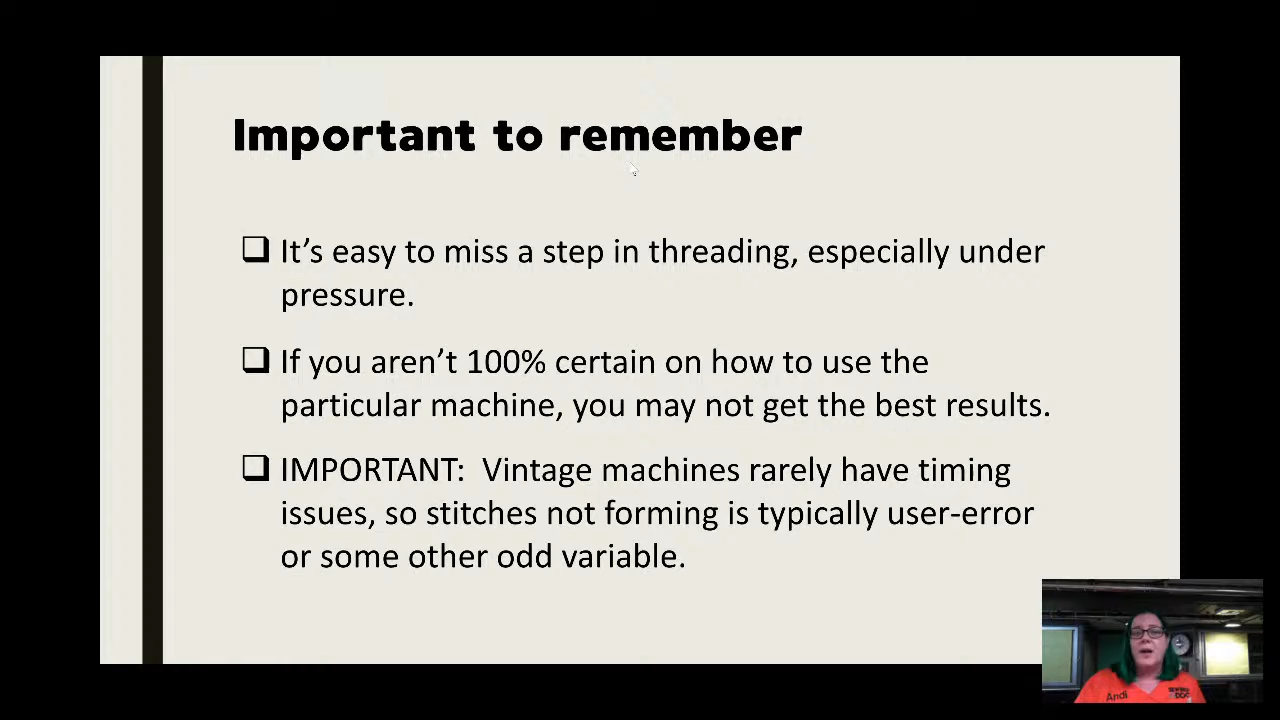 Important to remember
❑ It’s easy to miss a step in threading, especially under
pressure.
❑ If you aren’t 100% certain on how to use the
particular machine, you may not get the best results.
❑ IMPORTANT:  Vintage machines rarely have timing
issues, so stitches not forming is typically user-error
or some other odd variable.
Andi